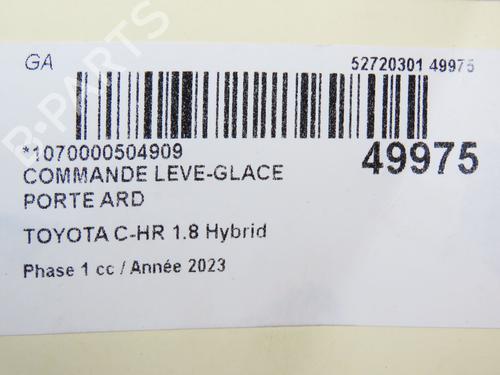 GA
52720301 49975
*1070000504909
49975
COMMANDE LEVE-GLACE
PORTE ARD
TOYOTA C-HR 1.8 Hybrid
Phase 1 cc / Année 2023
B-PARTS